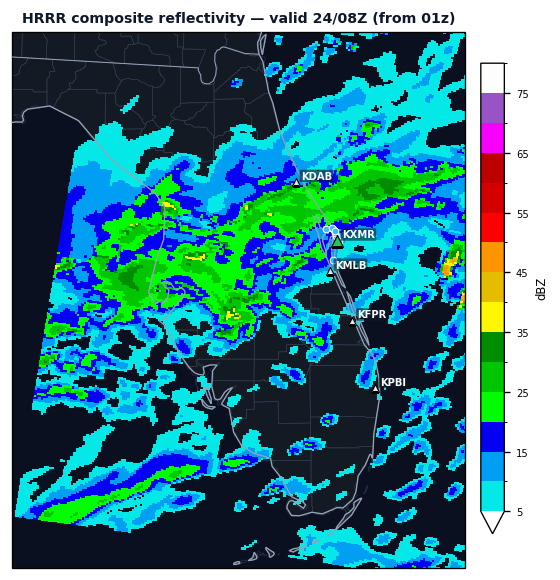 HRRR composite reflectivity — valid 24/08Z (from 01z)
KDAB
KXMR
KMLB
KFPR
KPBI
75
65
55
45
35
25
15
5
dBZ